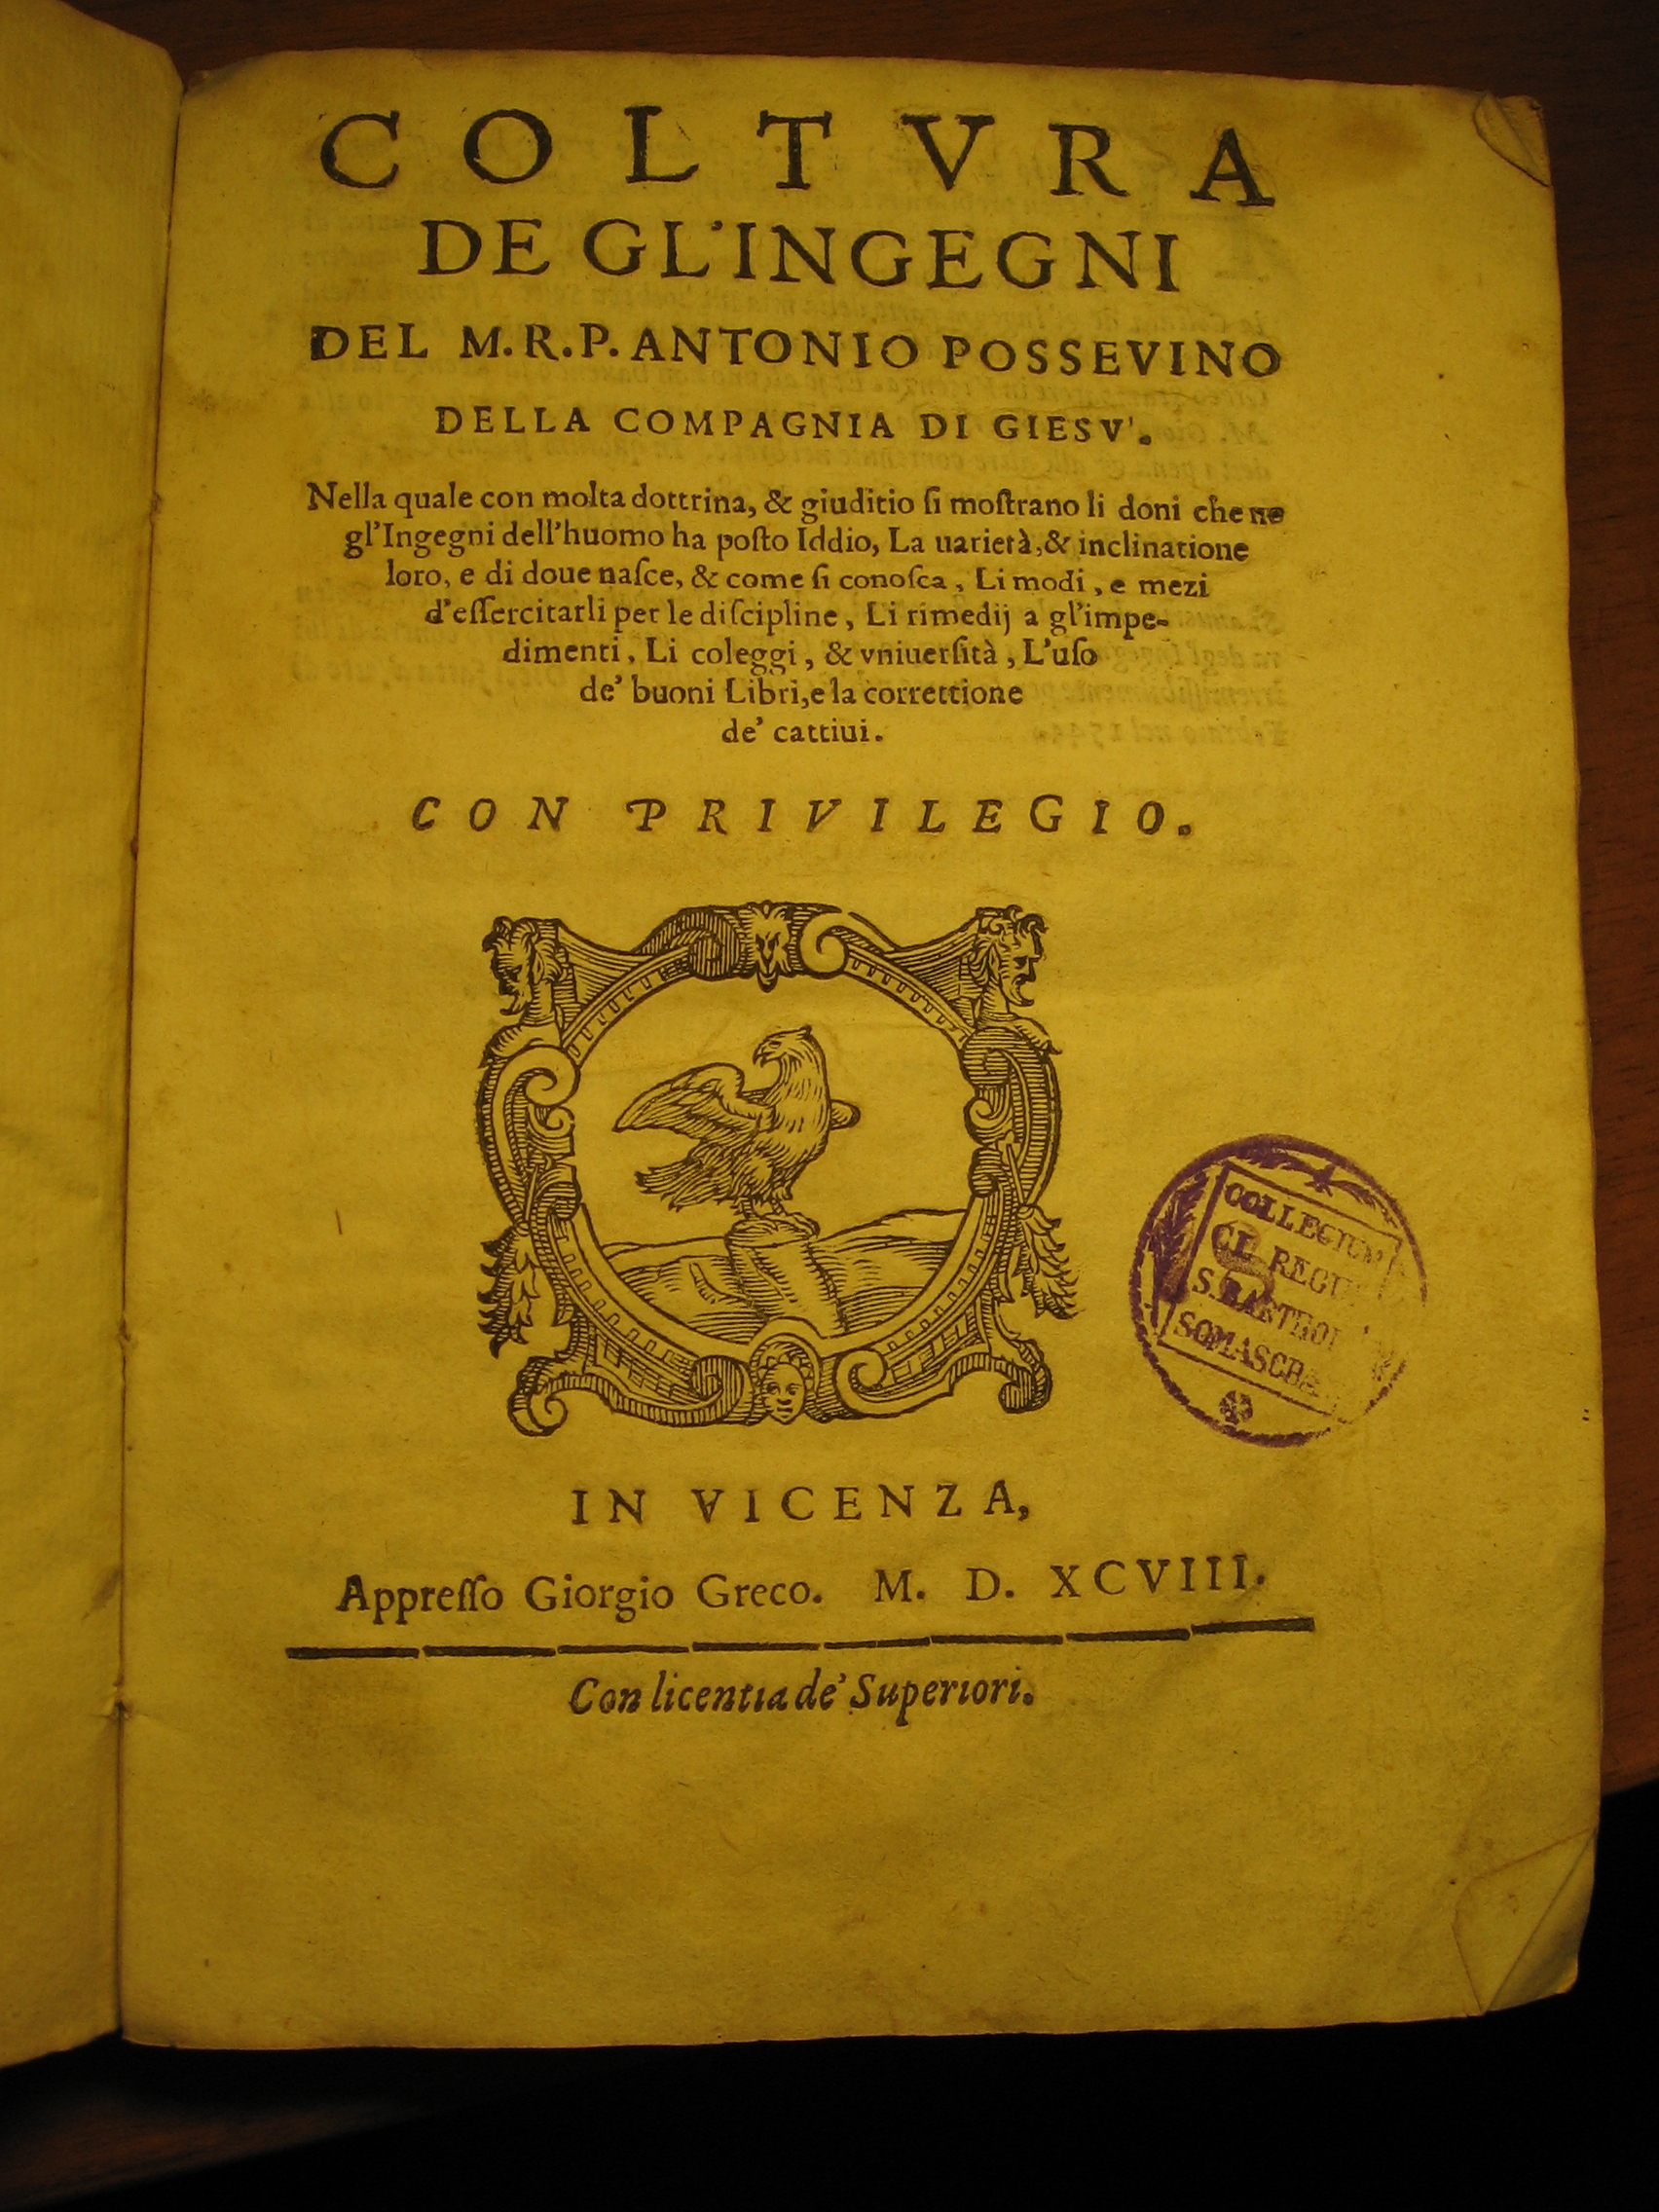 COLTVRA
DE GL'INGEGNI
DEL M.R.P. ANTONIO POSSEVINO
DELLA COMPAGNIA DI GIESV'.
Nella quale con molta dottrina, & giuditio ſi moſtrano li doni che ne
gl'Ingegni dell'huomo ha poſto Iddio, La uarietà, & inclinatione
loro, e di doue naſce, & come ſi conoſca, Li modi, e mezi
d'eſſercitarli per le diſcipline, Li rimedij a gl'impe-
dimenti, Li coleggi, & vniuerſità, L'uſo
de' buoni Libri, e la correttione
de' cattiui.
CON PRIVILEGIO.
COLLEGIUM
CL. REGU
S. BARTHOL
SOMASCHA
IN VICENZA,
Appreſſo Giorgio Greco. M. D. XCVIII.
Con licentia de' Superiori.